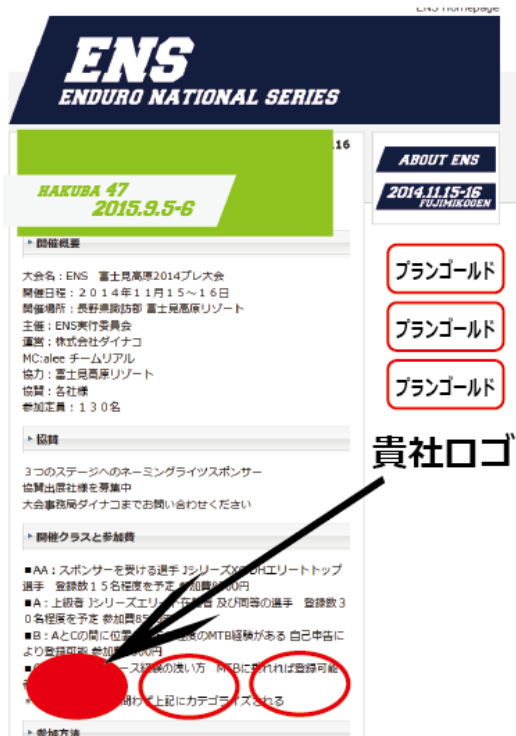 ENS Homepage
ENS
ENDURO NATIONAL SERIES
.16
HAKUBA 47
2015.9.5-6
ABOUT ENS
2014.11.15-16
FUJIMIKOGEN
開催概要
大会名：ENS 富士見高原2014プレ大会
開催日程：２０１４年１１月１５～１６日
開催場所：長野県諏訪郡 富士見高原リゾート
主催：ENS実行委員会
運営：株式会社ダイナコ
MC:alee チームリアル
協力：富士見高原リゾート
協賛：各社様
参加定員：１３０名
プランゴールド
プランゴールド
プランゴールド
協賛
貴社ロゴ
３つのステージへのネーミングライツスポンサー
協賛出展社様を募集中
大会事務局ダイナコまでお問い合わせください
開催クラスと参加費
■AA：スポンサーを受ける選手 Jシリーズ DHエリートトップ
選手 登録数１５名程度を予定 加費 00円
■A：上級者 Jシリーズエリ 者 及び同等の選手 登録数３
０名程度を予定 参加費85
■B：AとCの間に位置 度のMTB経験がある 自己申告に
より登録可能 参加 00円
ース経験の浅い方 MTBに乗れれば登録可能
問わず上記にカテゴライズされる
参加方法